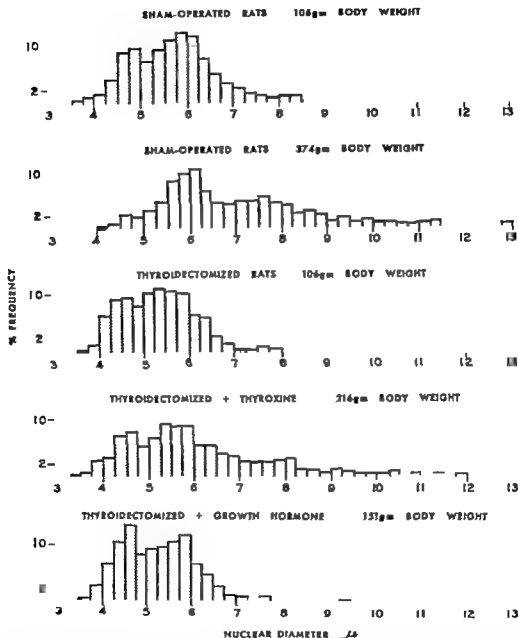 SHAM-OPERATED RATS 106gm BODY WEIGHT
10
2-
3 4 5 6 7 8 9 10 11 12 13
SHAM-OPERATED RATS 374gm BODY WEIGHT
10
2-
3 4 5 6 7 8 9 10 11 12 13
THYROIDECTOMIZED RATS 106gm BODY WEIGHT
10-
2
3 4 5 6 7 8 9 10 11 12
THYROIDECTOMIZED + THYROXINE 216gm BODY WEIGHT
10-
2-
3 4 5 6 7 8 9 10 11 12 13
THYROIDECTOMIZED + GROWTH HORMONE 151gm BODY WEIGHT
10-
3 4 5 6 7 8 9 10 11 12 13
NUCLEAR DIAMETER μ
% FREQUENCY